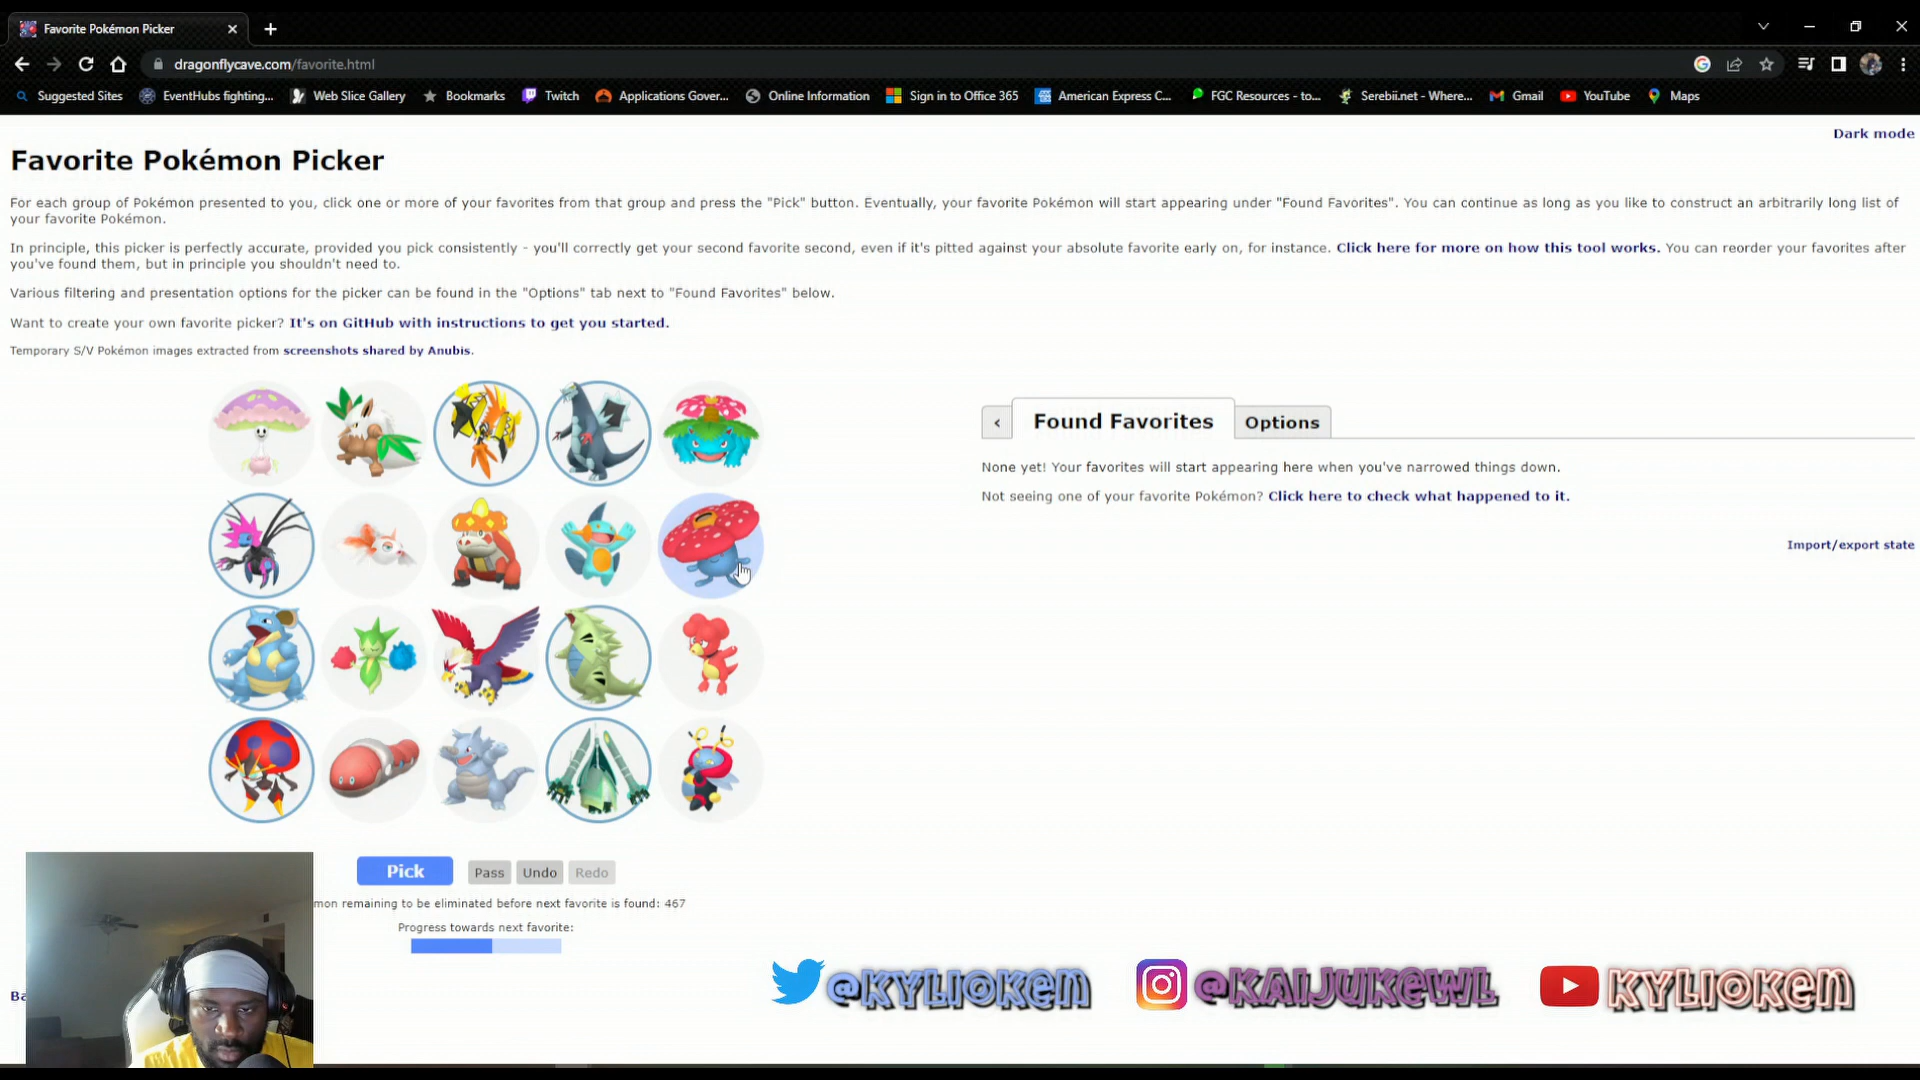 Favorite Pokémon Picker
dragonflycave.com/favorite.html
Suggested Sites EventHubs fighting... Web Slice Gallery Bookmarks Twitch Applications Gover... Online Information Sign in to Office 365 American Express C... FGC Resources - to... Serebii.net - Where... Gmail YouTube Maps
Dark mode
Favorite Pokémon Picker
For each group of Pokémon presented to you, click one or more of your favorites from that group and press the "Pick" button. Eventually, your favorite Pokémon will start appearing under "Found Favorites". You can continue as long as you like to construct an arbitrarily long list of
your favorite Pokémon.
In principle, this picker is perfectly accurate, provided you pick consistently - you'll correctly get your second favorite second, even if it's pitted against your absolute favorite early on, for instance. Click here for more on how this tool works. You can reorder your favorites after
you've found them, but in principle you shouldn't need to.
Various filtering and presentation options for the picker can be found in the "Options" tab next to "Found Favorites" below.
Want to create your own favorite picker? It's on GitHub with instructions to get you started.
Temporary S/V Pokémon images extracted from screenshots shared by Anubis.
‹ Found Favorites Options
None yet! Your favorites will start appearing here when you've narrowed things down.
Not seeing one of your favorite Pokémon? Click here to check what happened to it.
Import/export state
Pick Pass Undo Redo
mon remaining to be eliminated before next favorite is found: 467
Progress towards next favorite:
Ba
@KYLIOKEN @KAIJUKEWL KYLIOKEN